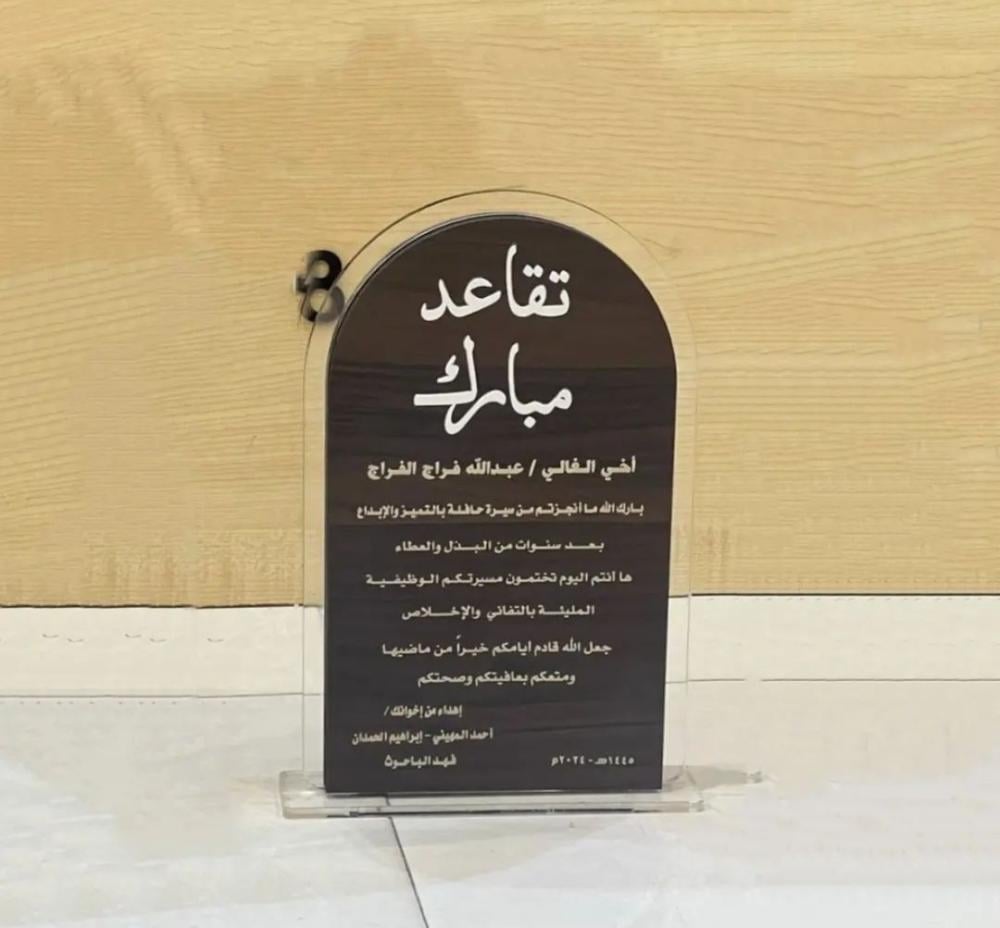 تقاعد
مبارك
أخي الغالي / عبدالله فراج الفراج
بارك الله ما أنجزتم من سيرة حافلة بالتميز والإبداع
بعد سنوات من البذل والعطاء
ها أنتم اليوم تختمون مسيرتكم الوظيفية
المليئة بالتفاني والإخلاص
جعل الله قادم أيامكم خيراً من ماضيها
ومتعكم بعافيتكم وصحتكم
إهداء من إخوانك /
أحمد المهيني - إبراهيم الحمدان
فهد الباحوث
١٤٤٥هـ - ٢٠٢٤م